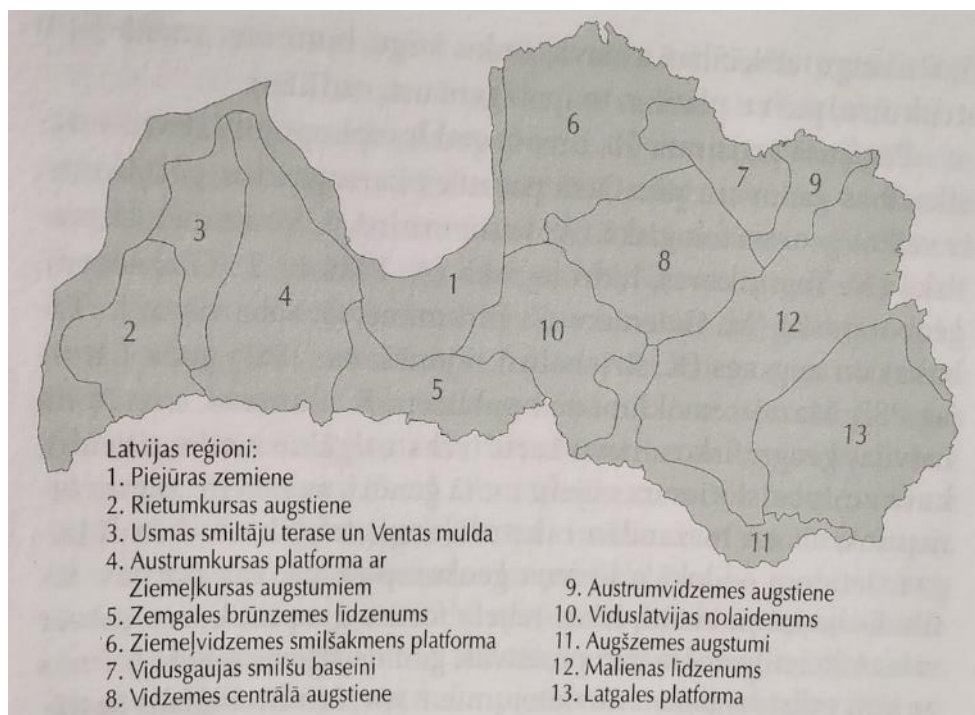 6
7
9
3
8
4
1
2
10
12
5
13
11
Latvijas reģioni:
1. Piejūras zemiene
2. Rietumkursas augstiene
3. Usmas smiltāju terase un Ventas mulda
4. Austrumkursas platforma ar
Ziemeļkursas augstumiem
5. Zemgales brūnzemes līdzenums
6. Ziemeļvidzemes smilšakmens platforma
7. Vidusgaujas smilšu baseini
8. Vidzemes centrālā augstiene
9. Austrumvidzemes augstiene
10. Viduslatvijas nolaidenums
11. Augšzemes augstumi
12. Malienas līdzenums
13. Latgales platforma